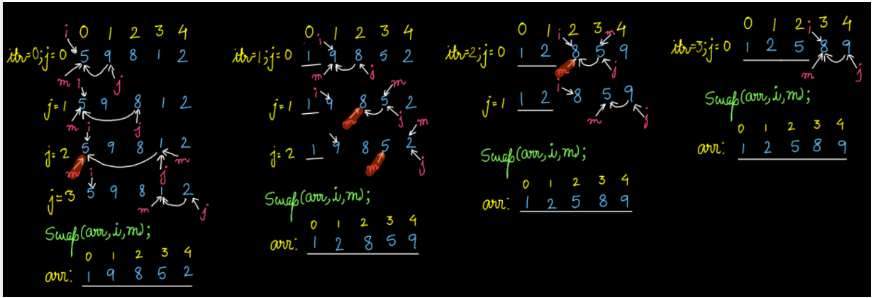 0 1 2 3 4
i
itr=0; j=0 5 9 8 1 2
m i j
j=1 5 9 8 1 2
m i j
j=2 5 9 8 1 2
m i j m
j=3 5 9 8 1 2
m j
Swap(arr, i, m);
0 1 2 3 4
arr: 1 9 8 5 2
0 1 2 3 4
i
itr=1; j=0 1 9 8 5 2
m j
i
j=1 1 9 8 5 2
m j
i m
j=2 1 9 8 5 2
m j
Swap(arr, i, m);
0 1 2 3 4
arr: 1 2 8 5 9
1 2 3 4
0 i m
itr=2; j=0 1 2 8 5 9
m j
i
j=1 1 2 8 5 9
j
Swap(arr, i, m);
0 1 2 3 4
arr: 1 2 5 8 9
0 1 2 3 4
i
itr=3; j=0 1 2 5 8 9
m j
Swap(arr, i, m);
0 1 2 3 4
arr: 1 2 5 8 9